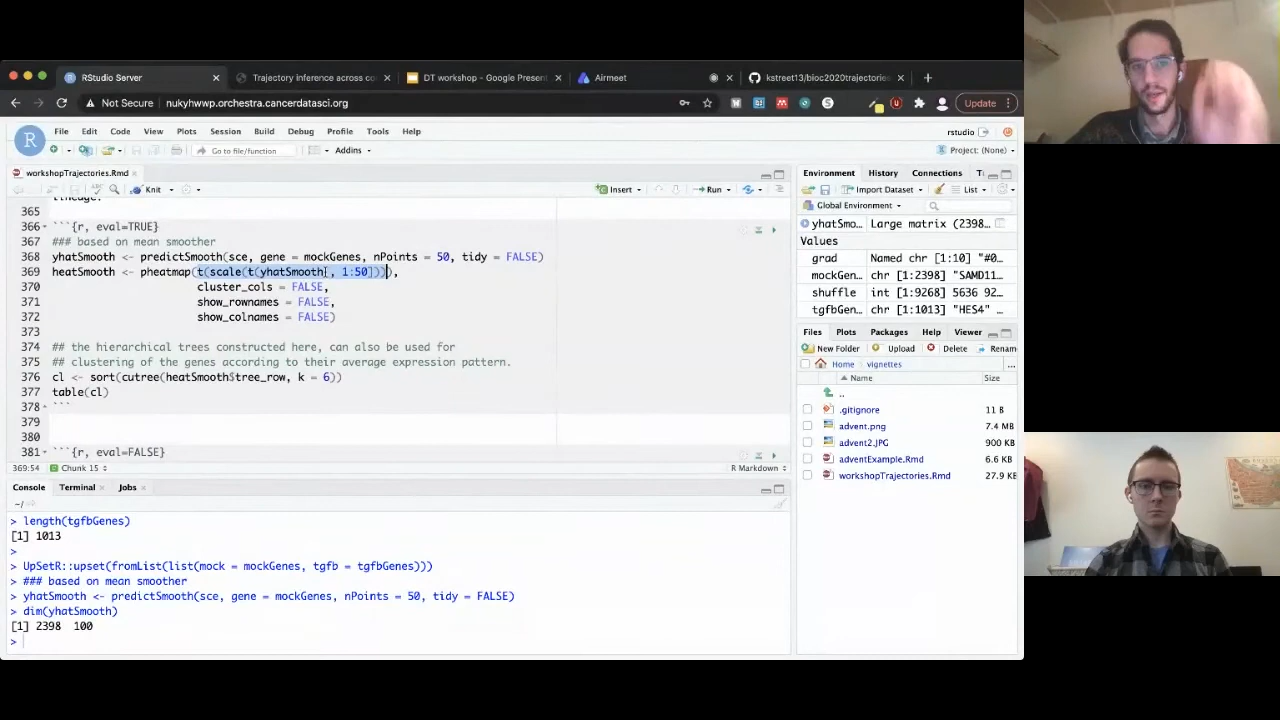 RStudio Server
Trajectory inference across co
DT workshop - Google Present
Airmeet
kstreet13/bioc2020trajectories
Not Secure
nukyhwwp.orchestra.cancerdatasci.org
Update
File Edit Code View Plots Session Build Debug Profile Tools Help
rstudio
Go to file/function
Addins
Project: (None)
workshopTrajectories.Rmd
Knit
Insert
Run
lineage.
365
366 ```{r, eval=TRUE}
367 ### based on mean smoother
368 yhatSmooth <- predictSmooth(sce, gene = mockGenes, nPoints = 50, tidy = FALSE)
369 heatSmooth <- pheatmap(t(scale(t(yhatSmooth[, 1:50]))),
370 cluster_cols = FALSE,
371 show_rownames = FALSE,
372 show_colnames = FALSE)
373
374 ## the hierarchical trees constructed here, can also be used for
375 ## clustering of the genes according to their average expression pattern.
376 cl <- sort(cutree(heatSmooth$tree_row, k = 6))
377 table(cl)
378 ```
379
380
381 ```{r, eval=FALSE}
369:54 Chunk 15
R Markdown
Console Terminal Jobs
~/
> length(tgfbGenes)
[1] 1013
>
> UpSetR::upset(fromList(list(mock = mockGenes, tgfb = tgfbGenes)))
> ### based on mean smoother
> yhatSmooth <- predictSmooth(sce, gene = mockGenes, nPoints = 50, tidy = FALSE)
> dim(yhatSmooth)
[1] 2398 100
>
Environment History Connections
Import Dataset
List
Global Environment
yhatSmo… Large matrix (2398…
Values
grad Named chr [1:10] "#0…
mockGen… chr [1:2398] "SAMD11…
shuffle int [1:9268] 5636 92…
tgfbGen… chr [1:1013] "HES4" …
Files Plots Packages Help Viewer
New Folder Upload Delete Renam
Home vignettes
Name Size
..
.gitignore 11 B
advent.png 7.4 MB
advent2.JPG 900 KB
adventExample.Rmd 6.6 KB
workshopTrajectories.Rmd 27.9 K